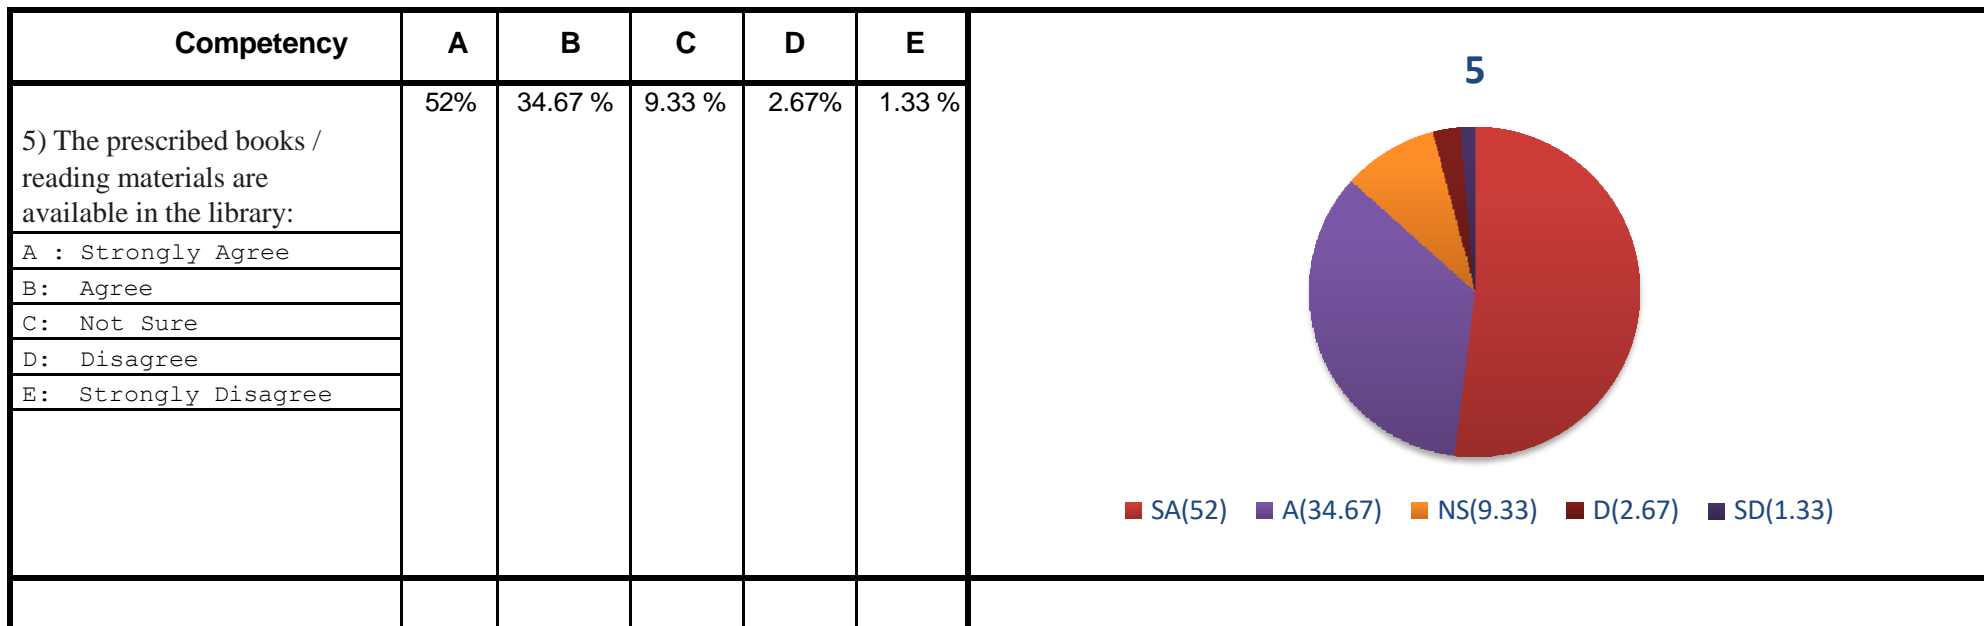 Competency A B C D E
52% 34.67 % 9.33 % 2.67% 1.33 %
5) The prescribed books /
reading materials are
available in the library:
A : Strongly Agree
B: Agree
C: Not Sure
D: Disagree
E: Strongly Disagree
5
SA(52) A(34.67) NS(9.33) D(2.67) SD(1.33)